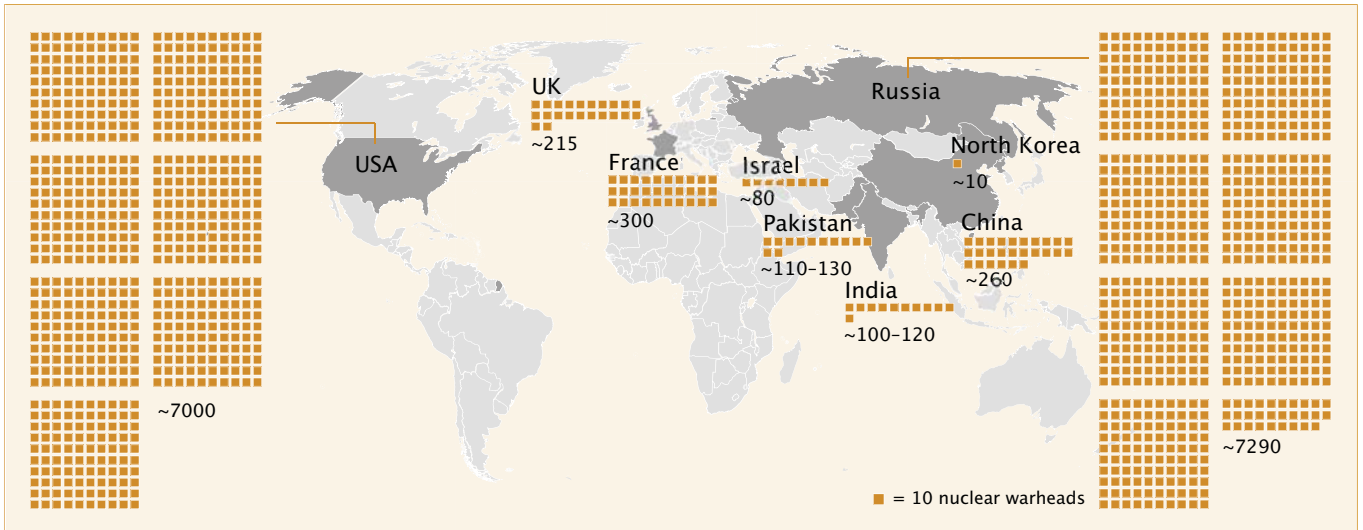 USA
~7000
UK
~215
France
~300
Israel
~80
Pakistan
~110–130
India
~100–120
Russia
~7290
North Korea
~10
China
~260
= 10 nuclear warheads